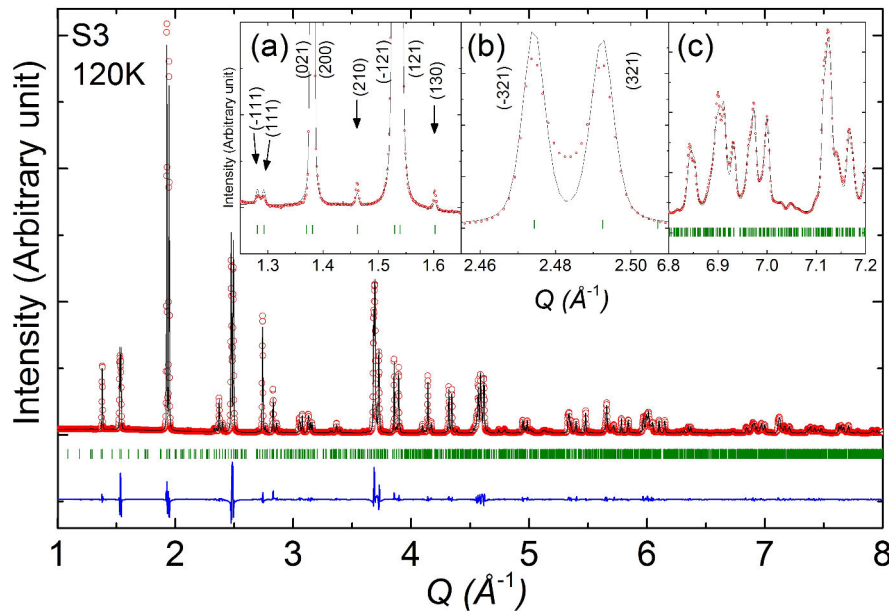 S3
120K
(a)
(b)
(c)
(-111)
(111)
(021)
(200)
(210)
(-121)
(121)
(130)
(-321)
(321)
Intensity (Arbitrary unit)
1.3 1.4 1.5 1.6
2.46 2.48 2.50
6.8 6.9 7.0 7.1 7.2
Q (Å-1)
Intensity (Arbitrary unit)
1 2 3 4 5 6 7 8
Q (Å-1)